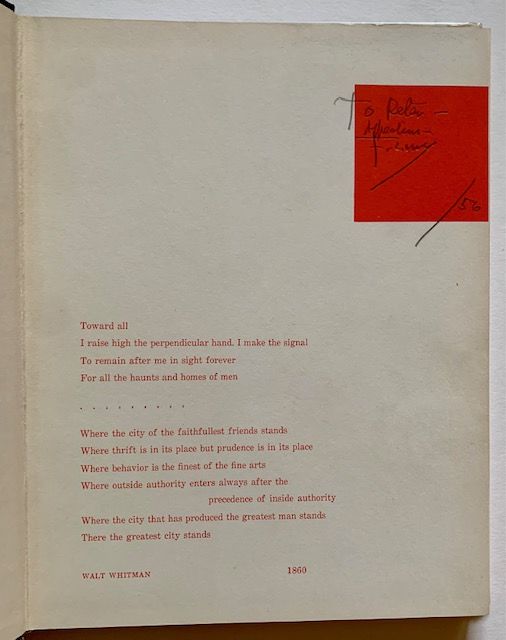 To Peter —
F.
/56
Toward all
I raise high the perpendicular hand. I make the signal
To remain after me in sight forever
For all the haunts and homes of men
. . . . . . . . .
Where the city of the faithfullest friends stands
Where thrift is in its place but prudence is in its place
Where behavior is the finest of the fine arts
Where outside authority enters always after the
precedence of inside authority
Where the city that has produced the greatest man stands
There the greatest city stands
WALT WHITMAN 1860